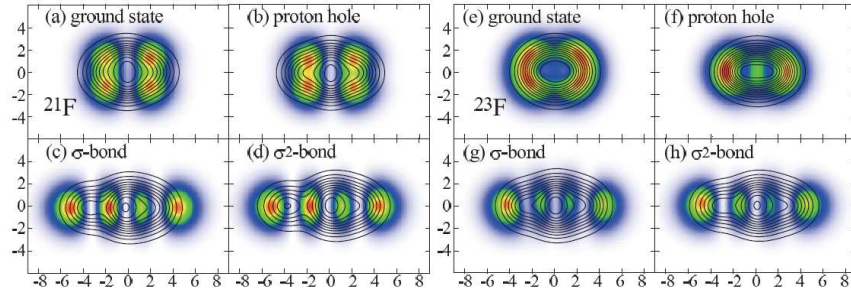 (a) ground state
(b) proton hole
(e) ground state
(f) proton hole
4
2
0
-2
-4
²¹F
²³F
(c) σ-bond
(d) σ²-bond
(g) σ-bond
(h) σ²-bond
4
2
0
-2
-4
-8 -6 -4 -2 0 2 4 6 8
-8 -6 -4 -2 0 2 4 6 8
-8 -6 -4 -2 0 2 4 6 8
-8 -6 -4 -2 0 2 4 6 8